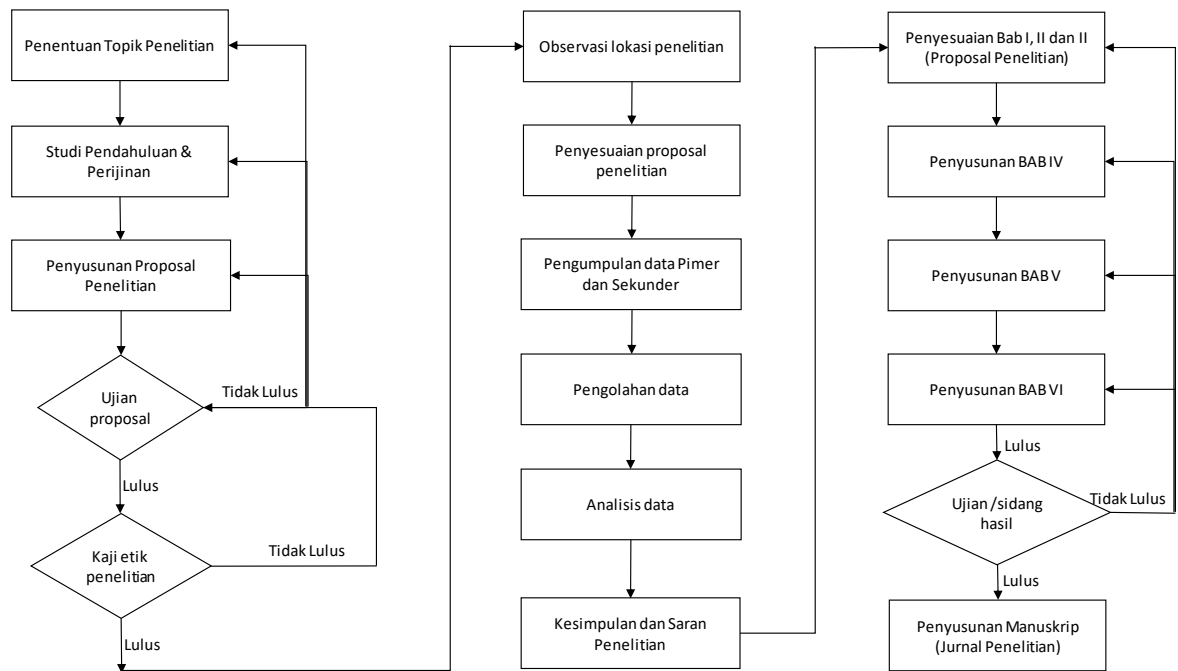 Penentuan Topik Penelitian
Studi Pendahuluan &
Perijinan
Penyusunan Proposal
Penelitian
Ujian
proposal
Tidak Lulus
Lulus
Kaji etik
penelitian
Tidak Lulus
Lulus
Observasi lokasi penelitian
Penyesuaian proposal
penelitian
Pengumpulan data Pimer
dan Sekunder
Pengolahan data
Analisis data
Kesimpulan dan Saran
Penelitian
Penyesuaian Bab I, II dan II
(Proposal Penelitian)
Penyusunan BAB IV
Penyusunan BAB V
Penyusunan BAB VI
Lulus
Ujian /sidang
hasil
Tidak Lulus
Lulus
Penyusunan Manuskrip
(Jurnal Penelitian)